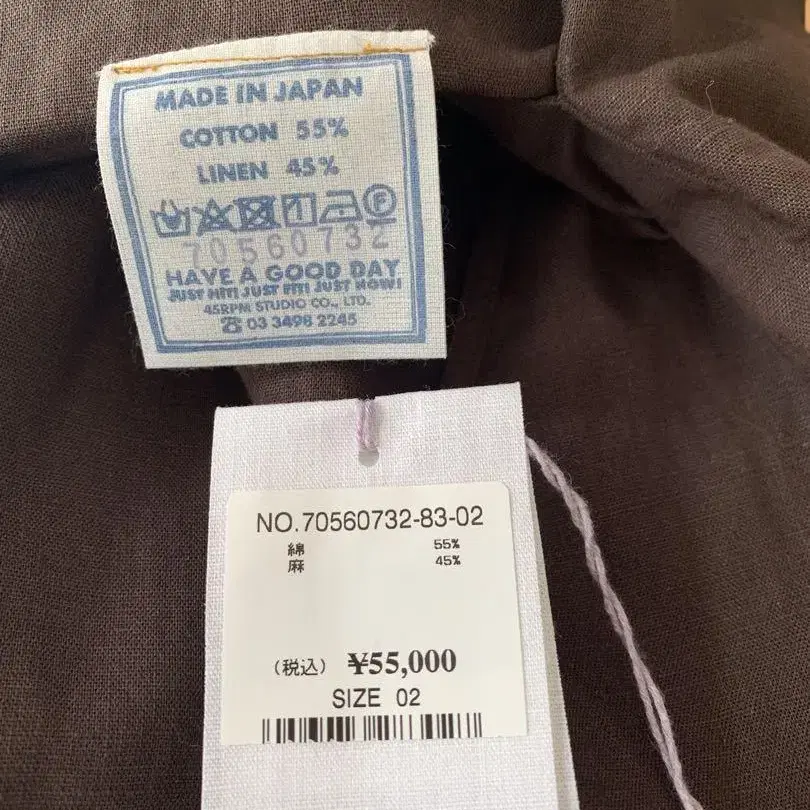 MADE IN JAPAN
COTTON 55%
LINEN 45%
F
70560732
HAVE A GOOD DAY
JUST HIT! JUST FIT! JUST NOW!
45RPM STUDIO CO., LTD.
☎ 03 3498 2245
NO.70560732-83-02
綿 55%
麻 45%
(税込) ¥55,000
SIZE 02